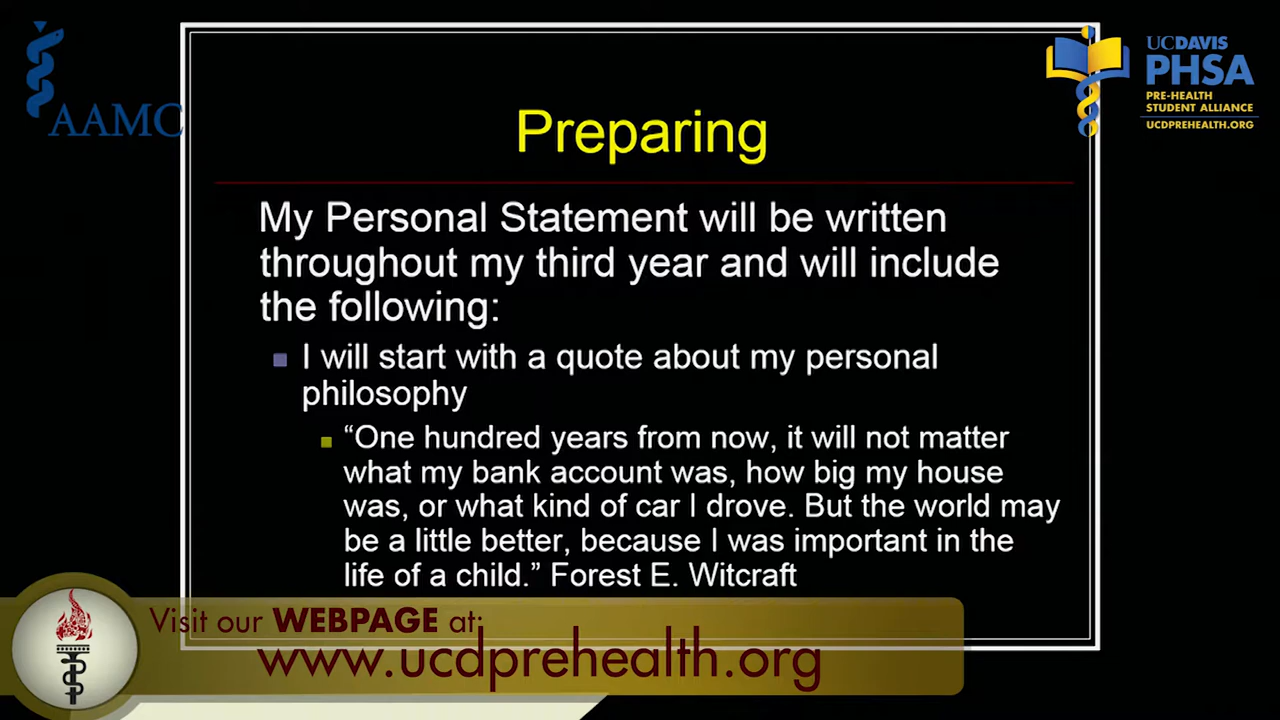 AAMC
UCDAVIS
PHSA
PRE-HEALTH
STUDENT ALLIANCE
UCDPREHEALTH.ORG
Preparing
My Personal Statement will be written
throughout my third year and will include
the following:
I will start with a quote about my personal
philosophy
“One hundred years from now, it will not matter
what my bank account was, how big my house
was, or what kind of car I drove. But the world may
be a little better, because I was important in the
life of a child.” Forest E. Witcraft
Visit our WEBPAGE at:
www.ucdprehealth.org